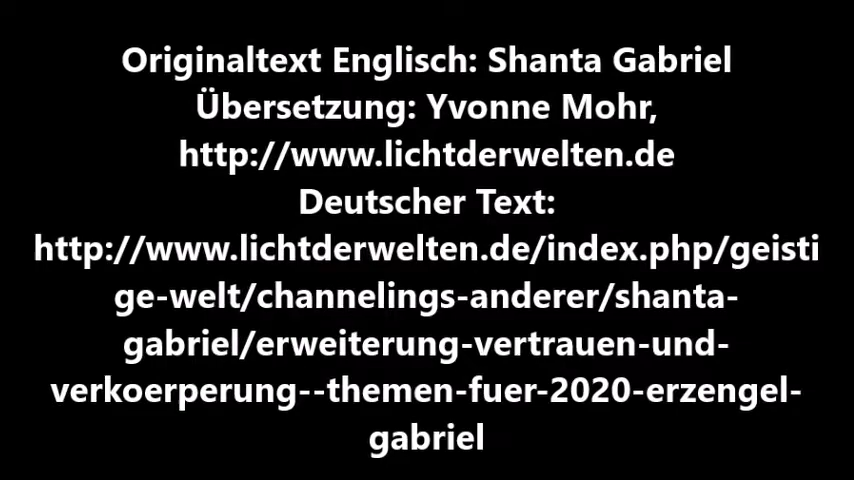 Originaltext Englisch: Shanta Gabriel
Übersetzung: Yvonne Mohr,
http://www.lichtderwelten.de
Deutscher Text:
http://www.lichtderwelten.de/index.php/geisti
ge-welt/channelings-anderer/shanta-
gabriel/erweiterung-vertrauen-und-
verkoerperung--themen-fuer-2020-erzengel-
gabriel